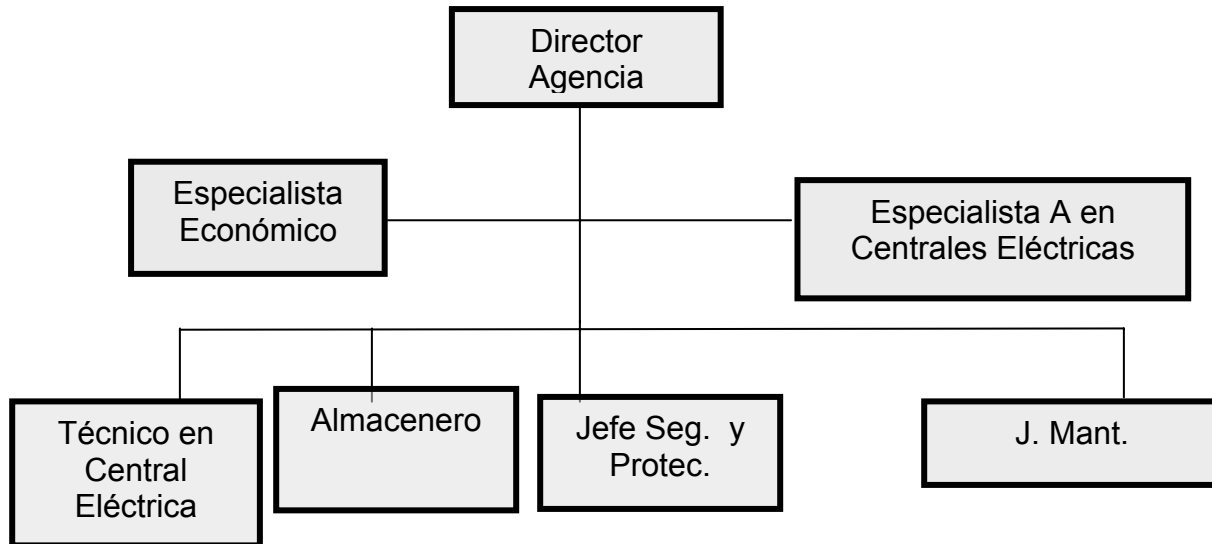 Director
Agencia
Especialista
Económico
Especialista A en
Centrales Eléctricas
Técnico en
Central
Eléctrica
Almacenero
Jefe Seg. y
Protec.
J. Mant.